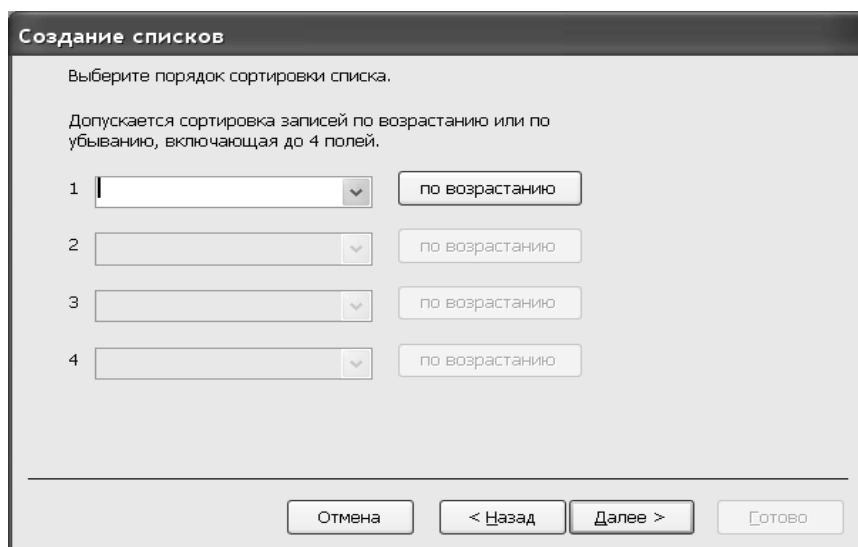 Создание списков
Выберите порядок сортировки списка.
Допускается сортировка записей по возрастанию или по
убыванию, включающая до 4 полей.
1 по возрастанию
2 по возрастанию
3 по возрастанию
4 по возрастанию
Отмена < Назад Далее > Готово